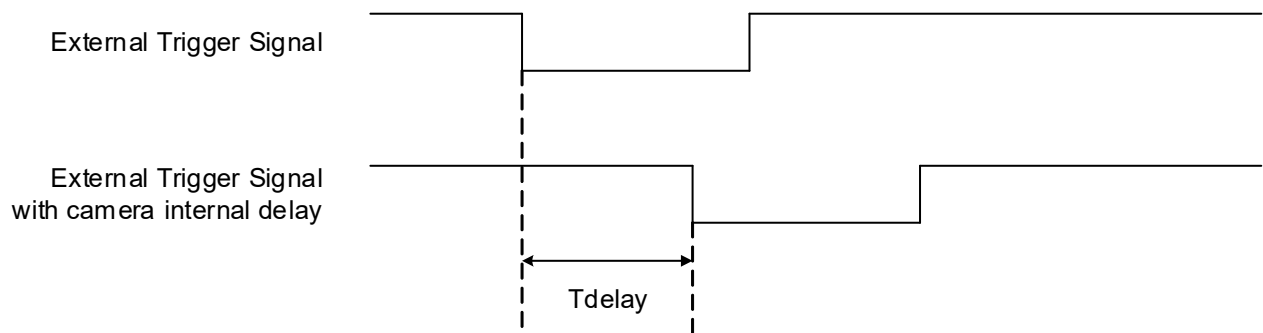 External Trigger Signal
External Trigger Signal
with camera internal delay
Tdelay